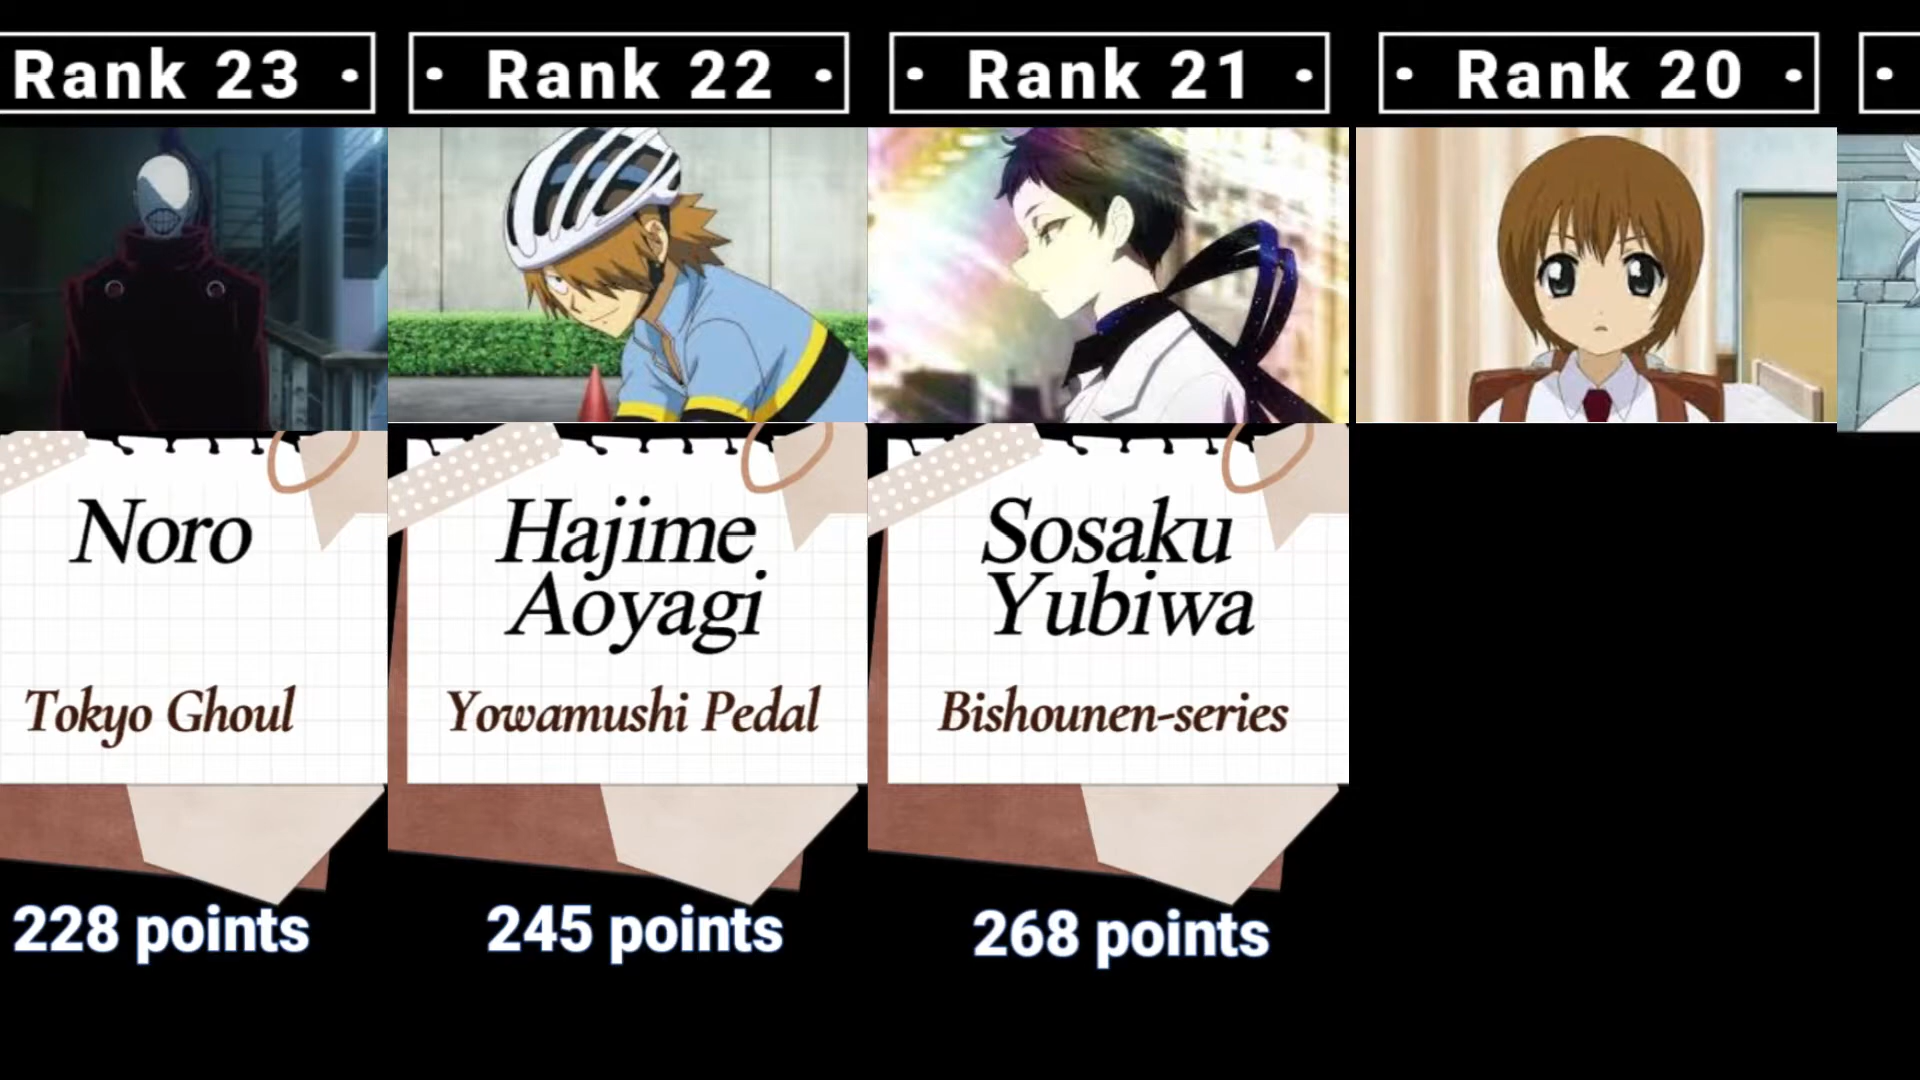 Rank 23
Rank 22
Rank 21
Rank 20
Noro
Tokyo Ghoul
228 points
Hajime
Aoyagi
Yowamushi Pedal
245 points
Sosaku
Yubiwa
Bishounen-series
268 points